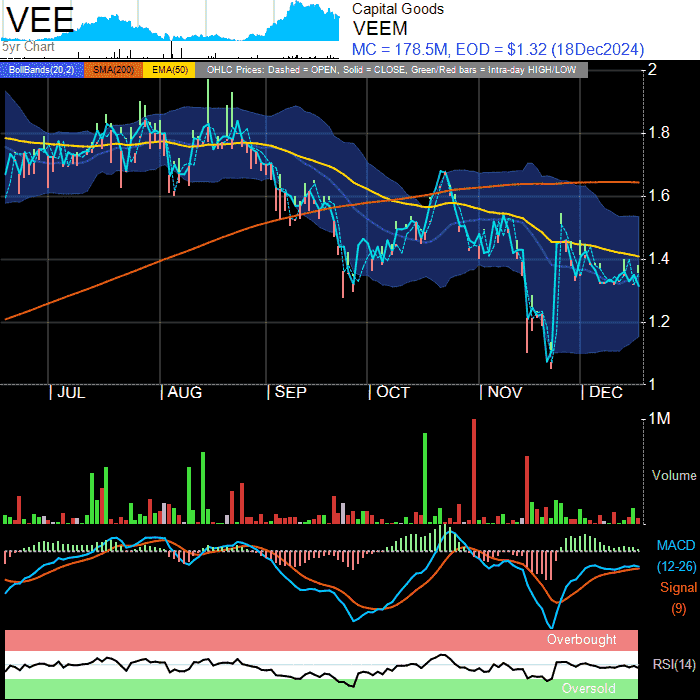 VEE
5yr Chart
Capital Goods
VEEM
MC = 178.5M, EOD = $1.32 (18Dec2024)
BollBands(20,2) SMA(200) EMA(50) OHLC Prices: Dashed = OPEN, Solid = CLOSE, Green/Red bars = Intra-day HIGH/LOW
2
1.8
1.6
1.4
1.2
1
JUL AUG SEP OCT NOV DEC
1M
Volume
MACD
(12-26)
Signal
(9)
Overbought
RSI(14)
Oversold